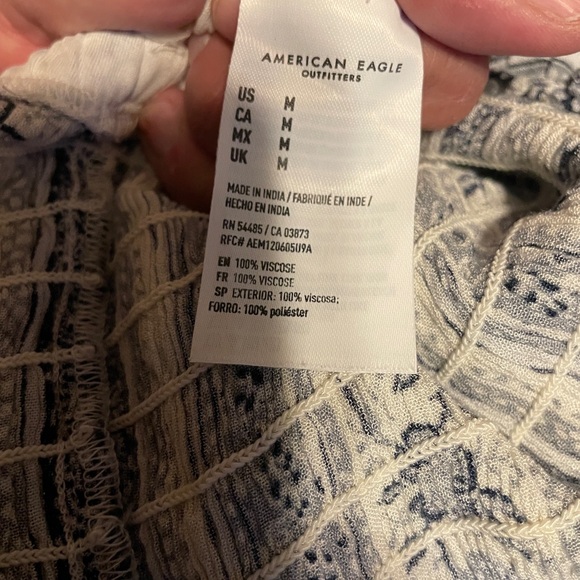 AMERICAN EAGLE
OUTFITTERS
US M
CA M
MX M
UK M
MADE IN INDIA / FABRIQUÉ EN INDE /
HECHO EN INDIA
RN 54485 / CA 03873
RFC# AEM120605U9A
EN 100% VISCOSE
FR 100% VISCOSE
SP EXTERIOR: 100% viscosa;
FORRO: 100% poliéster